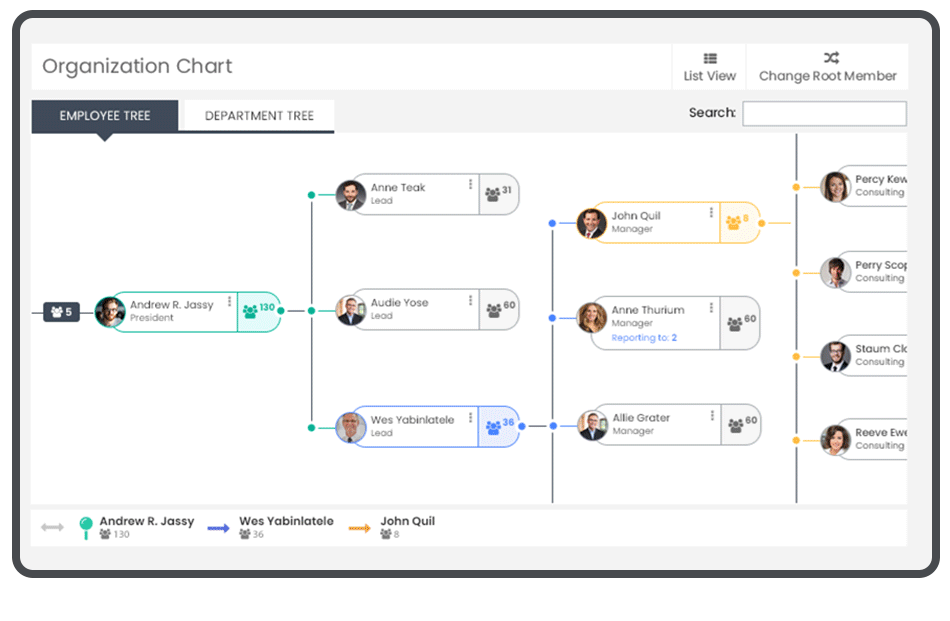 Organization Chart
List View
Change Root Member
EMPLOYEE TREE
DEPARTMENT TREE
Search:
5
Andrew R. Jassy
President
130
Anne Teak
Lead
31
Audie Yose
Lead
60
Wes Yabinlatele
Lead
36
John Quil
Manager
8
Anne Thurium
Manager
Reporting to: 2
60
Allie Grater
Manager
60
Percy Kew
Consulting
Perry Scop
Consulting
Staum Clo
Consulting
Reeve Ewe
Consulting
Andrew R. Jassy
130
Wes Yabinlatele
36
John Quil
8